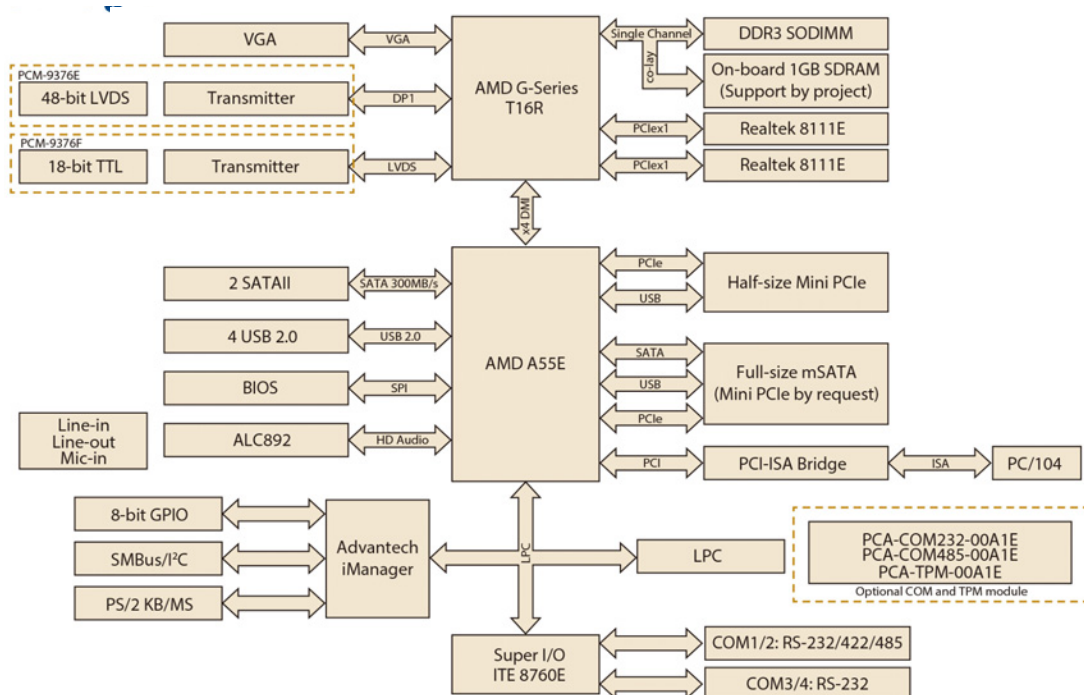 VGA
VGA
AMD G-Series
T16R
Single Channel
co-lay
DDR3 SODIMM
On-board 1GB SDRAM
(Support by project)
PCM-9376E
48-bit LVDS
Transmitter
DP1
PCIex1
Realtek 8111E
PCM-9376F
18-bit TTL
Transmitter
LVDS
PCIex1
Realtek 8111E
x4 DMI
2 SATAII
SATA 300MB/s
4 USB 2.0
USB 2.0
BIOS
SPI
ALC892
HD Audio
Line-in
Line-out
Mic-in
AMD A55E
PCIe
USB
Half-size Mini PCIe
SATA
USB
PCIe
Full-size mSATA
(Mini PCIe by request)
PCI
PCI-ISA Bridge
ISA
PC/104
8-bit GPIO
SMBus/I²C
PS/2 KB/MS
Advantech
iManager
LPC
LPC
PCA-COM232-00A1E
PCA-COM485-00A1E
PCA-TPM-00A1E
Optional COM and TPM module
Super I/O
ITE 8760E
COM1/2: RS-232/422/485
COM3/4: RS-232